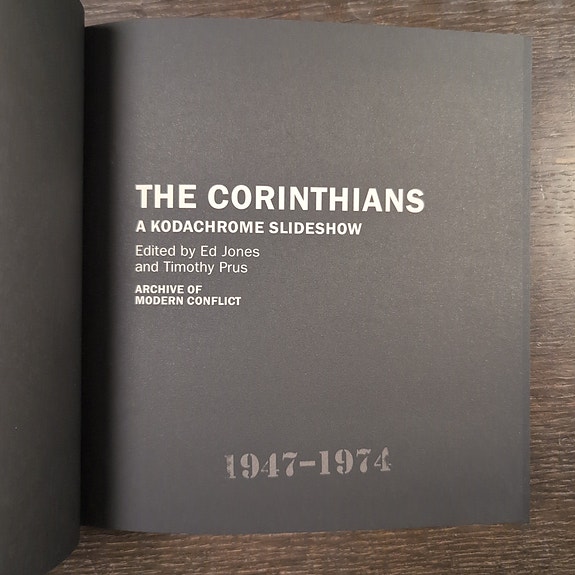 THE CORINTHIANS
A KODACHROME SLIDESHOW
Edited by Ed Jones
and Timothy Prus
ARCHIVE OF
MODERN CONFLICT
1947–1974